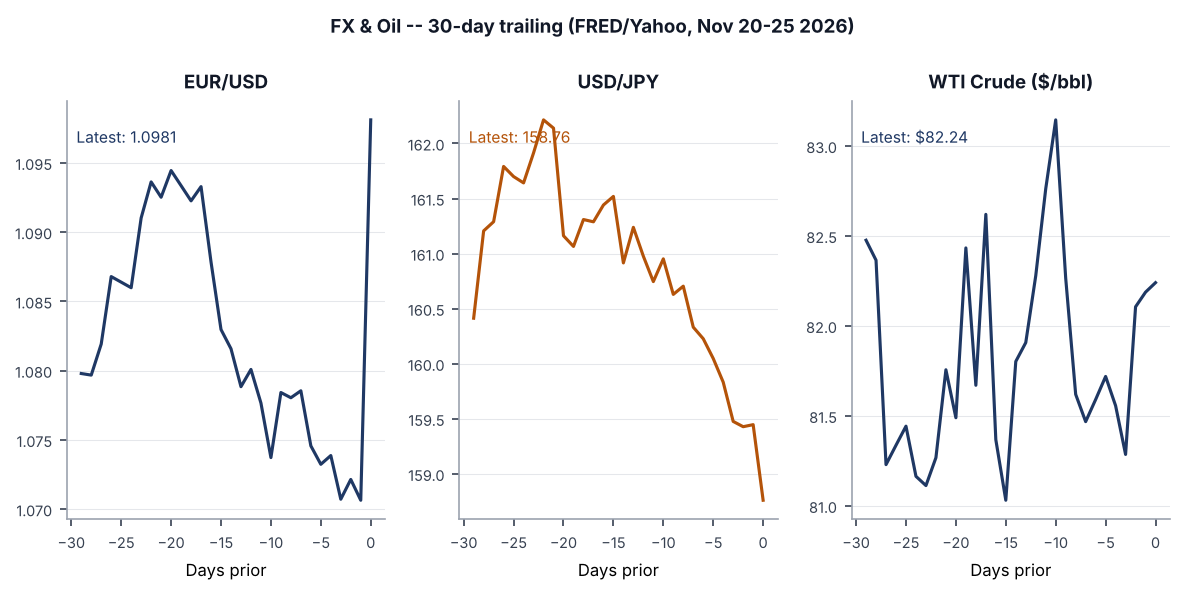 FX & Oil -- 30-day trailing (FRED/Yahoo, Nov 20-25 2026)
EUR/USD
Latest: 1.0981
1.095
1.090
1.085
1.080
1.075
1.070
−30 −25 −20 −15 −10 −5 0
Days prior
USD/JPY
Latest: 158.76
162.0
161.5
161.0
160.5
160.0
159.5
159.0
−30 −25 −20 −15 −10 −5 0
Days prior
WTI Crude ($/bbl)
Latest: $82.24
83.0
82.5
82.0
81.5
81.0
−30 −25 −20 −15 −10 −5 0
Days prior